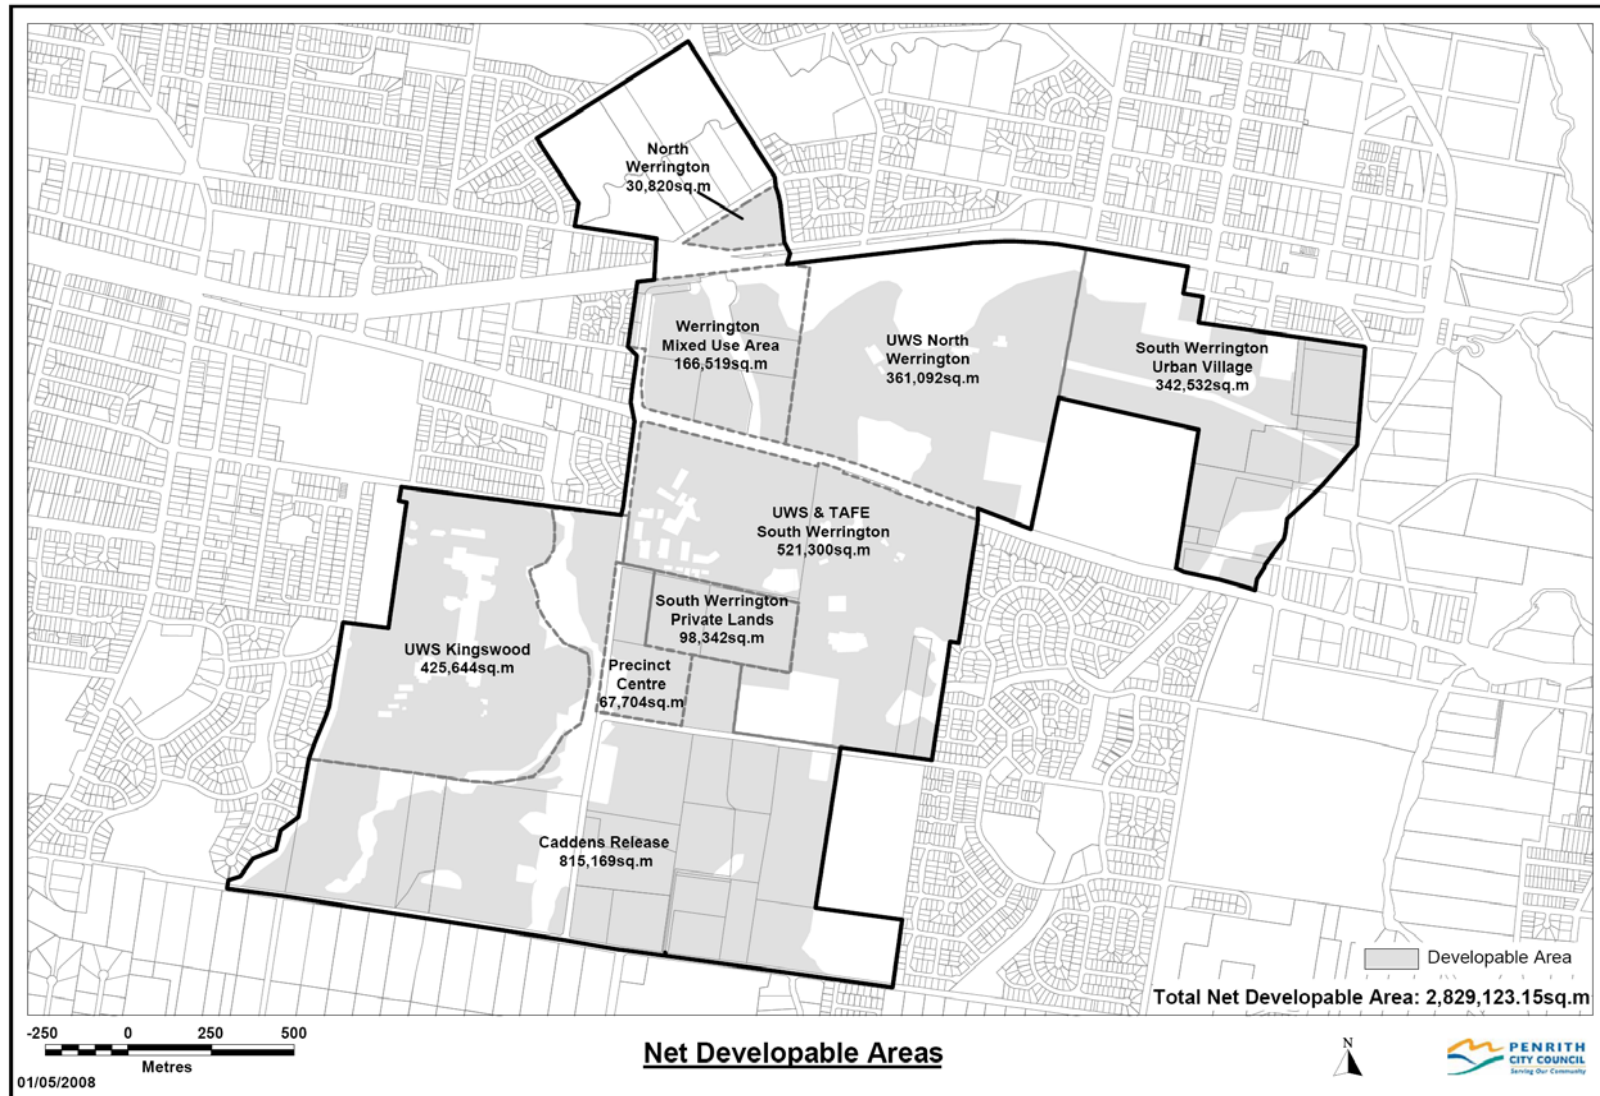 North
Werrington
30,820sq.m
Werrington
Mixed Use Area
166,519sq.m
UWS North
Werrington
361,092sq.m
South Werrington
Urban Village
342,532sq.m
UWS & TAFE
South Werrington
521,300sq.m
South Werrington
Private Lands
98,342sq.m
UWS Kingswood
425,644sq.m
Precinct
Centre
67,704sq.m
Caddens Release
815,169sq.m
Developable Area
Total Net Developable Area: 2,829,123.15sq.m
-250 0 250 500
Metres
01/05/2008
Net Developable Areas
N
PENRITH
CITY COUNCIL
Serving Our Community